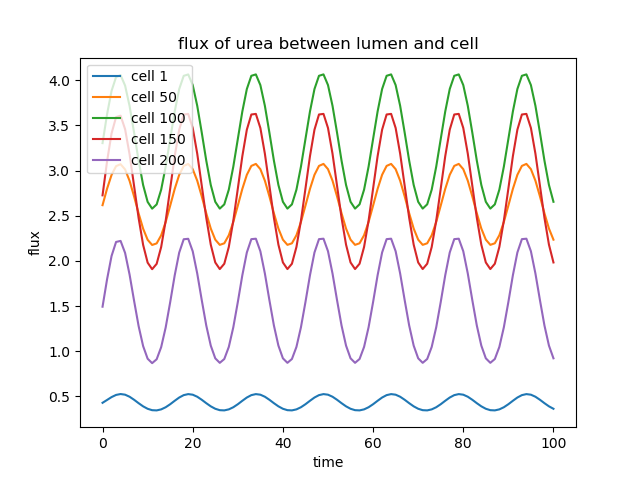 flux of urea between lumen and cell
cell 1
cell 50
cell 100
cell 150
cell 200
4.0
3.5
3.0
2.5
2.0
1.5
1.0
0.5
flux
0
20
40
60
80
100
time